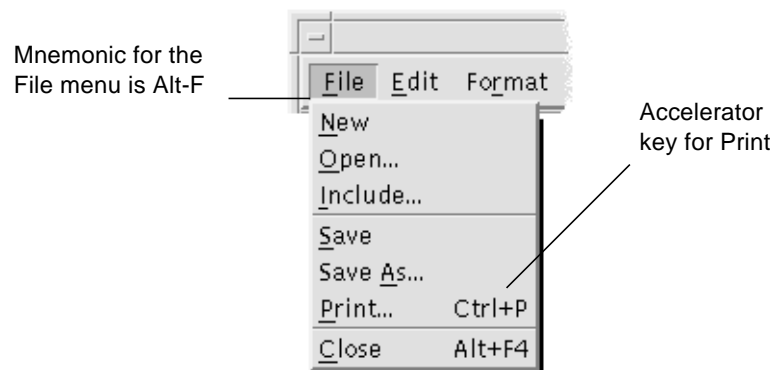 Mnemonic for the
File menu is Alt-F
File Edit Format
New
Open...
Include...
Save
Save As...
Print... Ctrl+P
Close Alt+F4
Accelerator
key for Print